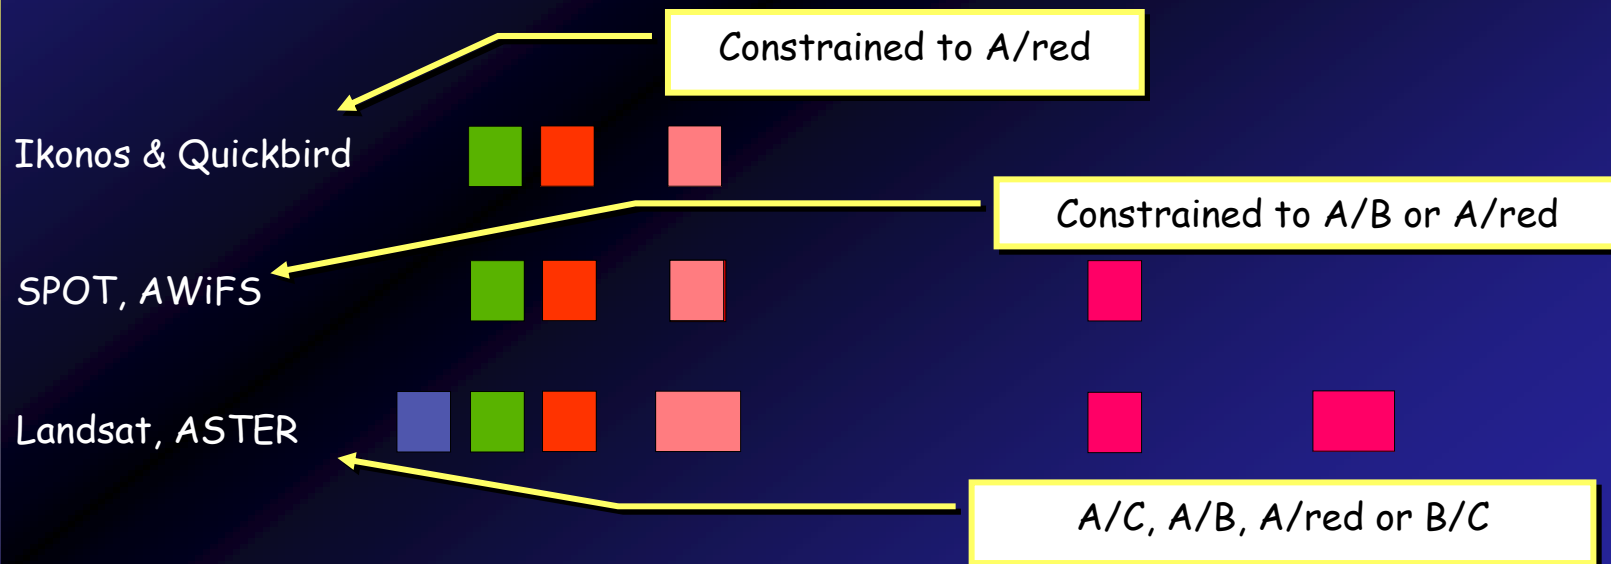 Constrained to A/red
Ikonos & Quickbird
Constrained to A/B or A/red
SPOT, AWiFS
Landsat, ASTER
A/C, A/B, A/red or B/C